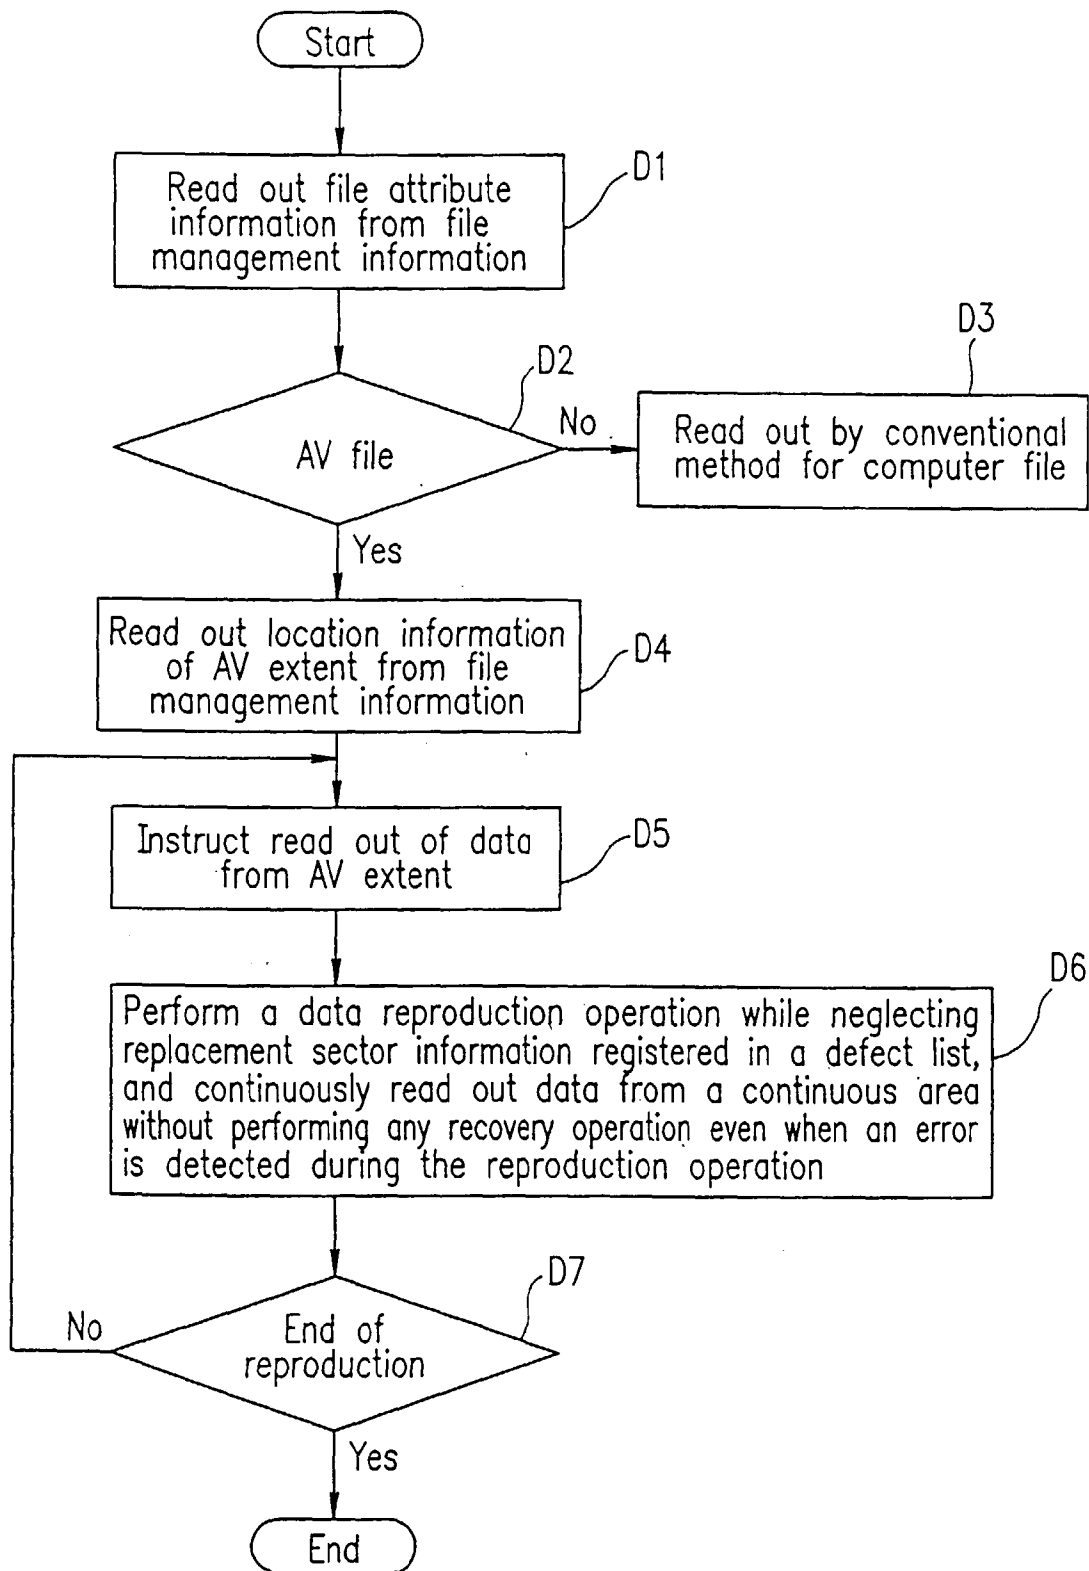 Start
D1
Read out file attribute
information from file
management information
D2
D3
AV file
No
Read out by conventional
method for computer file
Yes
Read out location information
of AV extent from file
management information
D4
Instruct read out of data
from AV extent
D5
D6
Perform a data reproduction operation while neglecting
replacement sector information registered in a defect list,
and continuously read out data from a continuous area
without performing any recovery operation even when an error
is detected during the reproduction operation
D7
No
End of
reproduction
Yes
End